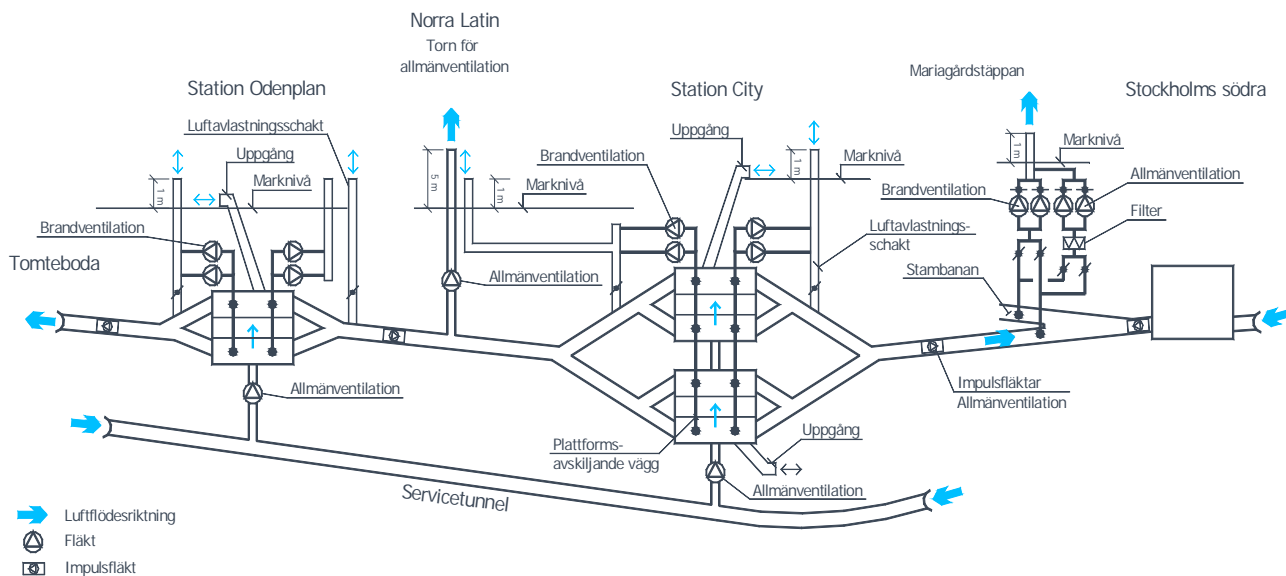 Norra Latin
Torn för
allmänventilation
Station Odenplan
Station City
Mariagårdstäppan
Stockholms södra
Luftavlastningsschakt
Uppgång
Marknivå
1 m
Brandventilation
Tomteboda
5 m
1 m
Marknivå
Brandventilation
Allmänventilation
Uppgång
1 m
Marknivå
Luftavlastnings-
schakt
1 m
Marknivå
Brandventilation
Allmänventilation
Filter
Stambanan
Allmänventilation
Impulsfläktar
Allmänventilation
Plattforms-
avskiljande vägg
Uppgång
Allmänventilation
Servicetunnel
Luftflödesriktning
Fläkt
Impulsfläkt